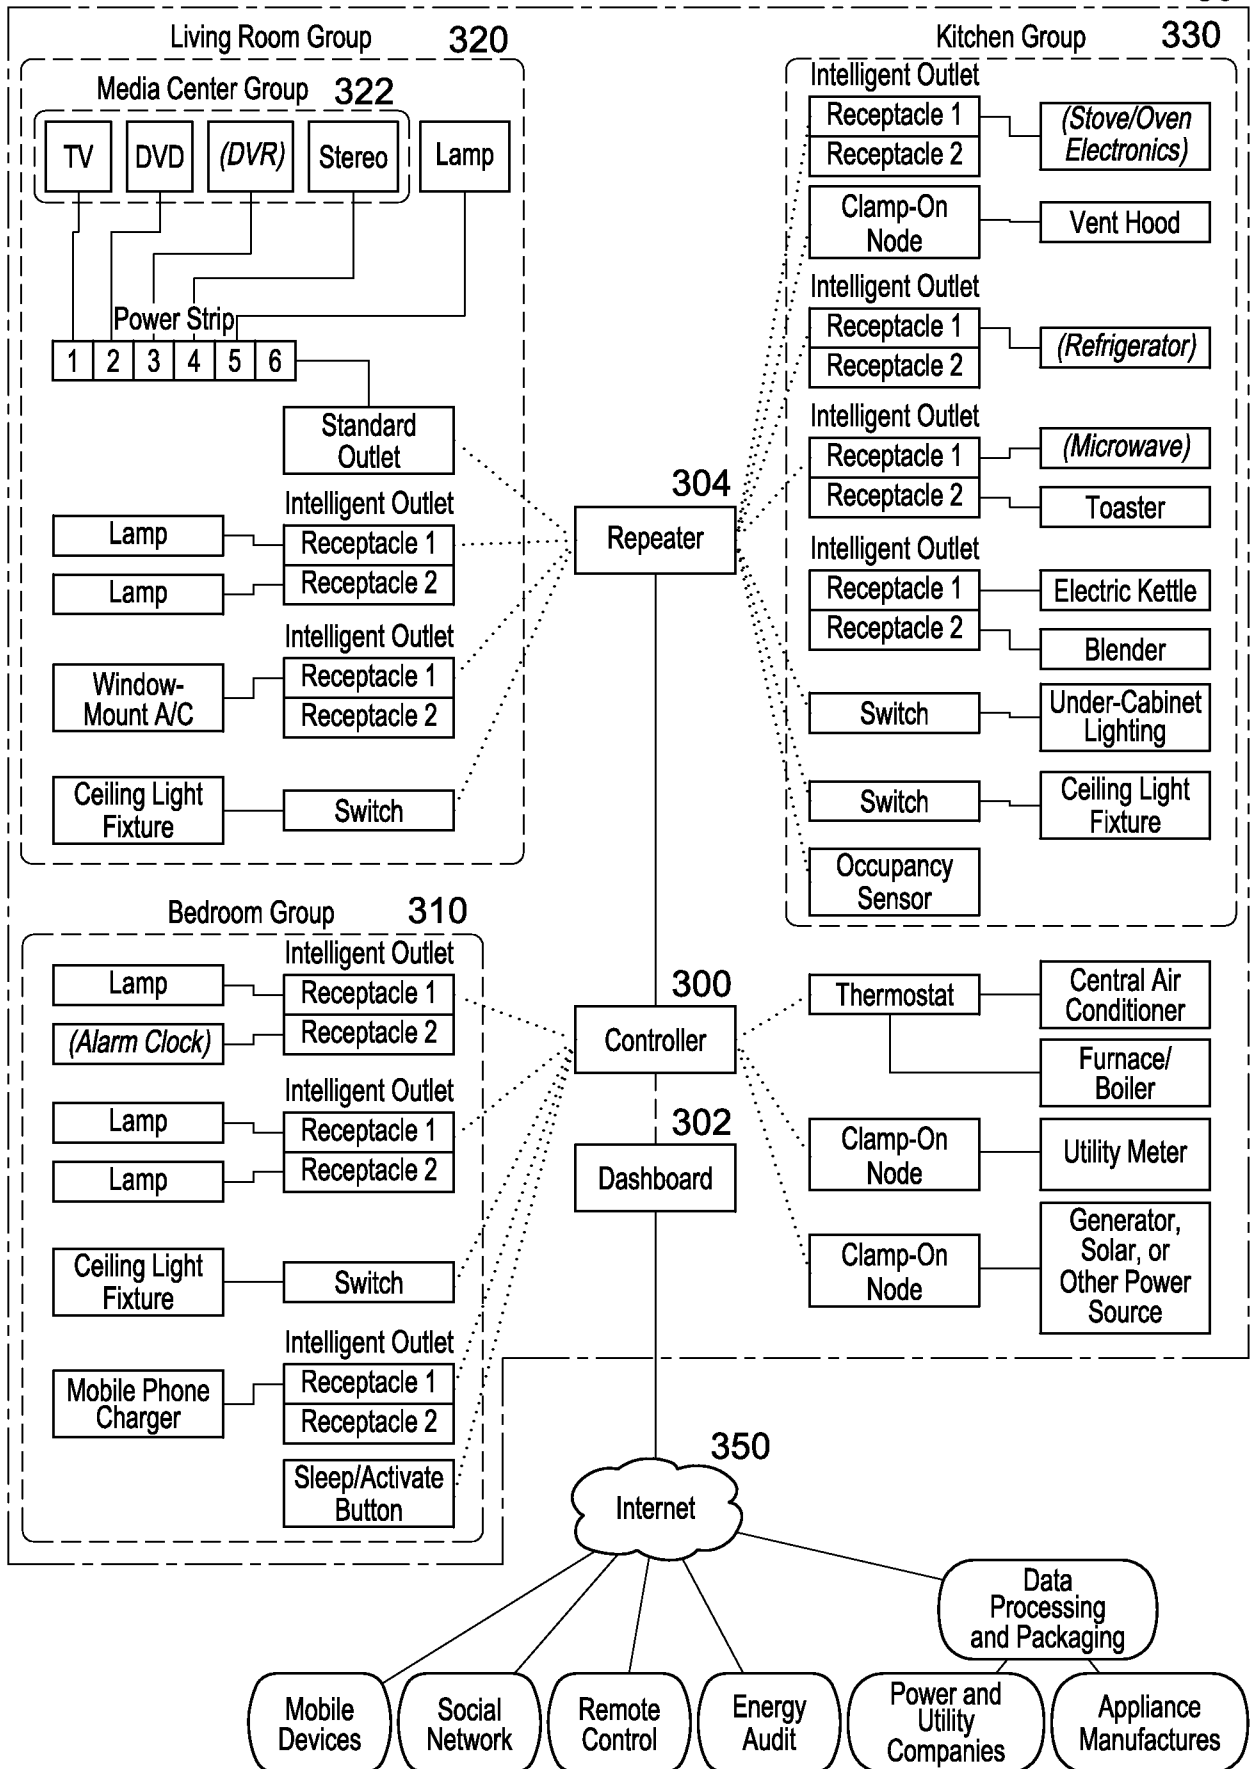 Living Room Group 320
Media Center Group 322
TV
DVD
(DVR)
Stereo
Lamp
Power Strip
1 2 3 4 5 6
Standard
Outlet
Intelligent Outlet
Lamp
Receptacle 1
Lamp
Receptacle 2
Intelligent Outlet
Window-
Mount A/C
Receptacle 1
Receptacle 2
Ceiling Light
Fixture
Switch
Kitchen Group 330
Intelligent Outlet
Receptacle 1
Receptacle 2
(Stove/Oven
Electronics)
Clamp-On
Node
Vent Hood
Intelligent Outlet
Receptacle 1
Receptacle 2
(Refrigerator)
Intelligent Outlet
Receptacle 1
(Microwave)
Receptacle 2
Toaster
Intelligent Outlet
Receptacle 1
Electric Kettle
Receptacle 2
Blender
Switch
Under-Cabinet
Lighting
Switch
Ceiling Light
Fixture
Occupancy
Sensor
304
Repeater
Bedroom Group 310
Intelligent Outlet
Lamp
Receptacle 1
(Alarm Clock)
Receptacle 2
Intelligent Outlet
Lamp
Receptacle 1
Lamp
Receptacle 2
Ceiling Light
Fixture
Switch
Intelligent Outlet
Mobile Phone
Charger
Receptacle 1
Receptacle 2
Sleep/Activate
Button
300
Controller
302
Dashboard
Thermostat
Central Air
Conditioner
Furnace/
Boiler
Clamp-On
Node
Utility Meter
Clamp-On
Node
Generator,
Solar, or
Other Power
Source
350
Internet
Data
Processing
and Packaging
Mobile
Devices
Social
Network
Remote
Control
Energy
Audit
Power and
Utility
Companies
Appliance
Manufactures